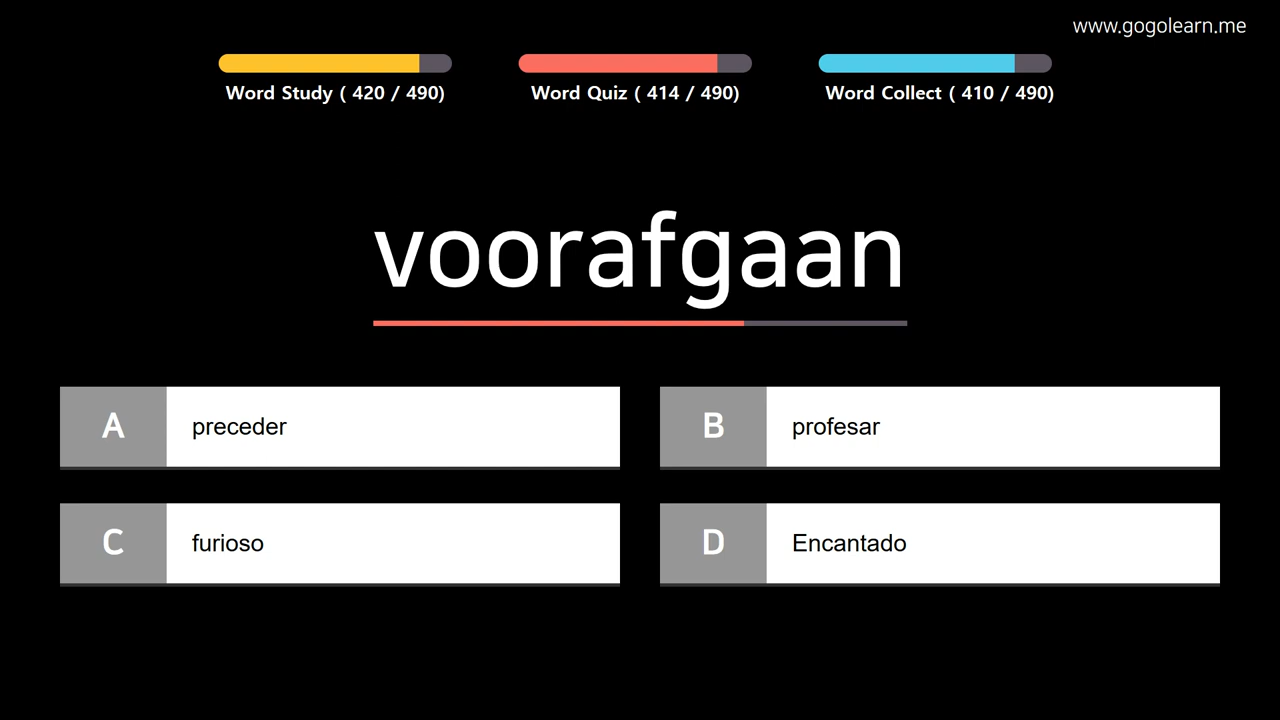 www.gogolearn.me
Word Study ( 420 / 490)
Word Quiz ( 414 / 490)
Word Collect ( 410 / 490)
voorafgaan
A preceder
B profesar
C furioso
D Encantado